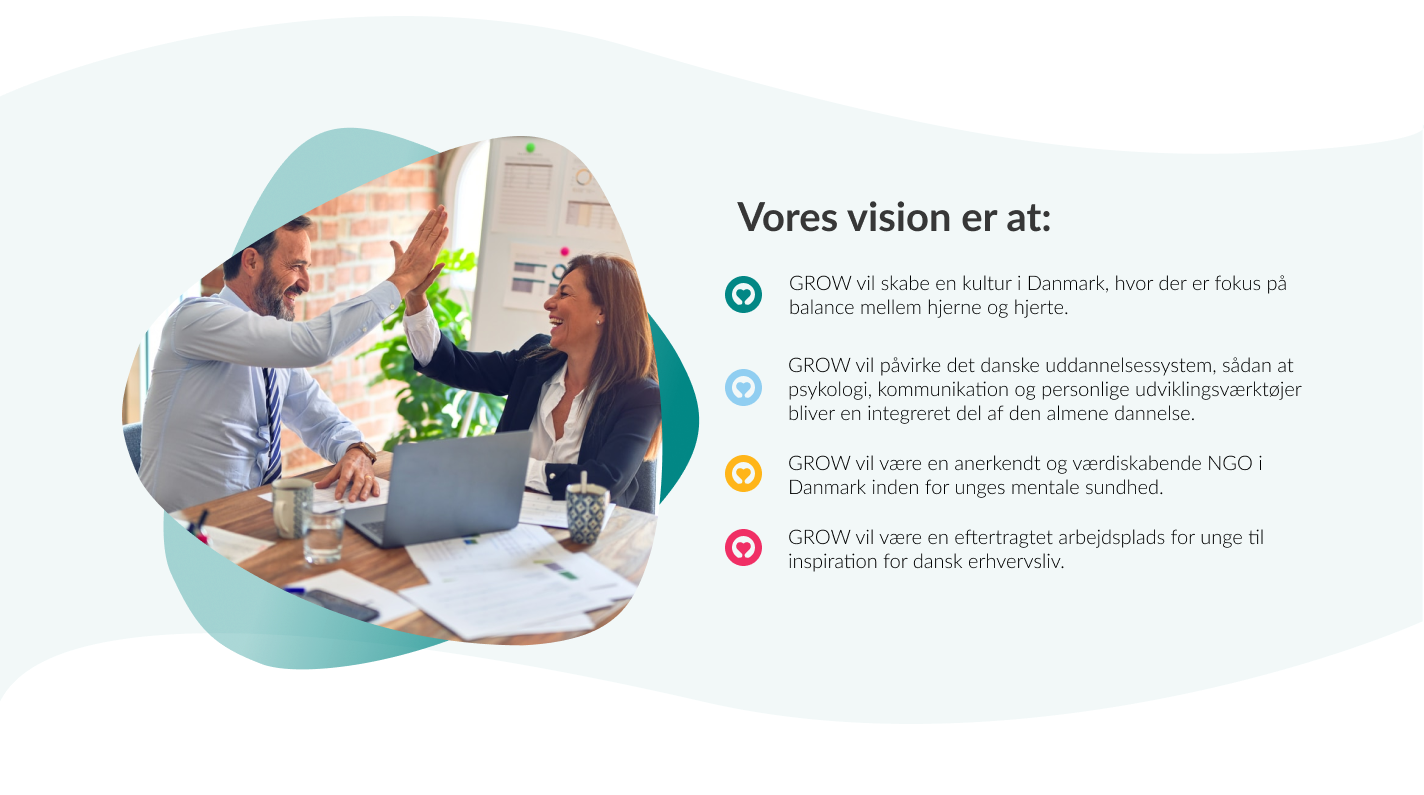 Vores vision er at:
GROW vil skabe en kultur i Danmark, hvor der er fokus på
balance mellem hjerne og hjerte.
GROW vil påvirke det danske uddannelsessystem, sådan at
psykologi, kommunikation og personlige udviklingsværktøjer
bliver en integreret del af den almene dannelse.
GROW vil være en anerkendt og værdiskabende NGO i
Danmark inden for unges mentale sundhed.
GROW vil være en eftertragtet arbejdsplads for unge til
inspiration for dansk erhvervsliv.